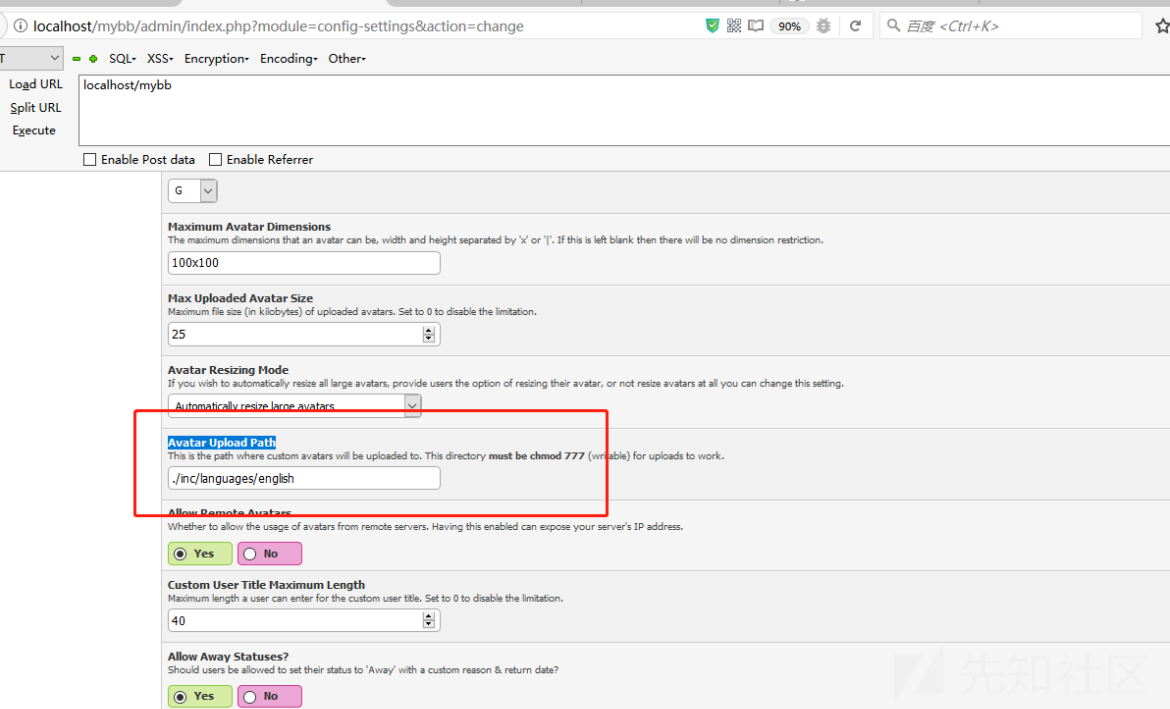 localhost/mybb/admin/index.php?module=config-settings&action=change
90%
百度 <Ctrl+K>
T
SQL
XSS
Encryption
Encoding
Other
Load URL
localhost/mybb
Split URL
Execute
Enable Post data
Enable Referrer
G
Maximum Avatar Dimensions
The maximum dimensions that an avatar can be, width and height separated by 'x' or '|'. If this is left blank then there will be no dimension restriction.
100x100
Max Uploaded Avatar Size
Maximum file size (in kilobytes) of uploaded avatars. Set to 0 to disable the limitation.
25
Avatar Resizing Mode
If you wish to automatically resize all large avatars, provide users the option of resizing their avatar, or not resize avatars at all you can change this setting.
Automatically resize large avatars
Avatar Upload Path
This is the path where custom avatars will be uploaded to. This directory must be chmod 777 (writable) for uploads to work.
./inc/languages/english
Allow Remote Avatars
Whether to allow the usage of avatars from remote servers. Having this enabled can expose your server's IP address.
Yes No
Custom User Title Maximum Length
Maximum length a user can enter for the custom user title. Set to 0 to disable the limitation.
40
Allow Away Statuses?
Should users be allowed to set their status to 'Away' with a custom reason & return date?
Yes No
先知社区